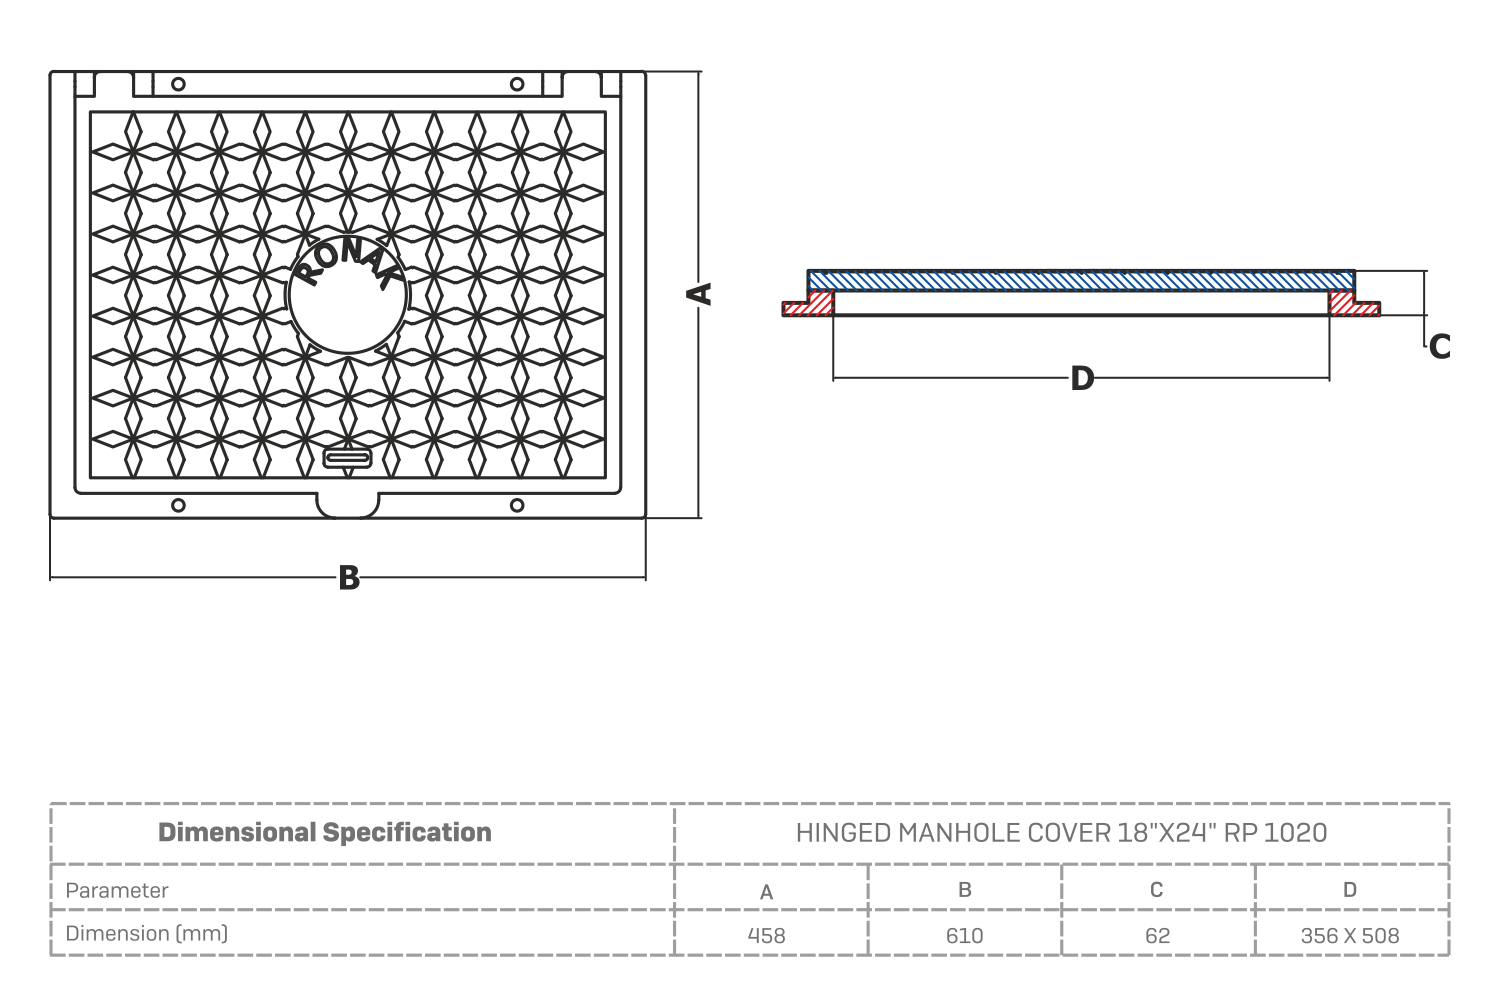 RONAK
A
B
C
D
Dimensional Specification HINGED MANHOLE COVER 18"X24" RP 1020
Parameter A B C D
Dimension (mm) 458 610 62 356 X 508